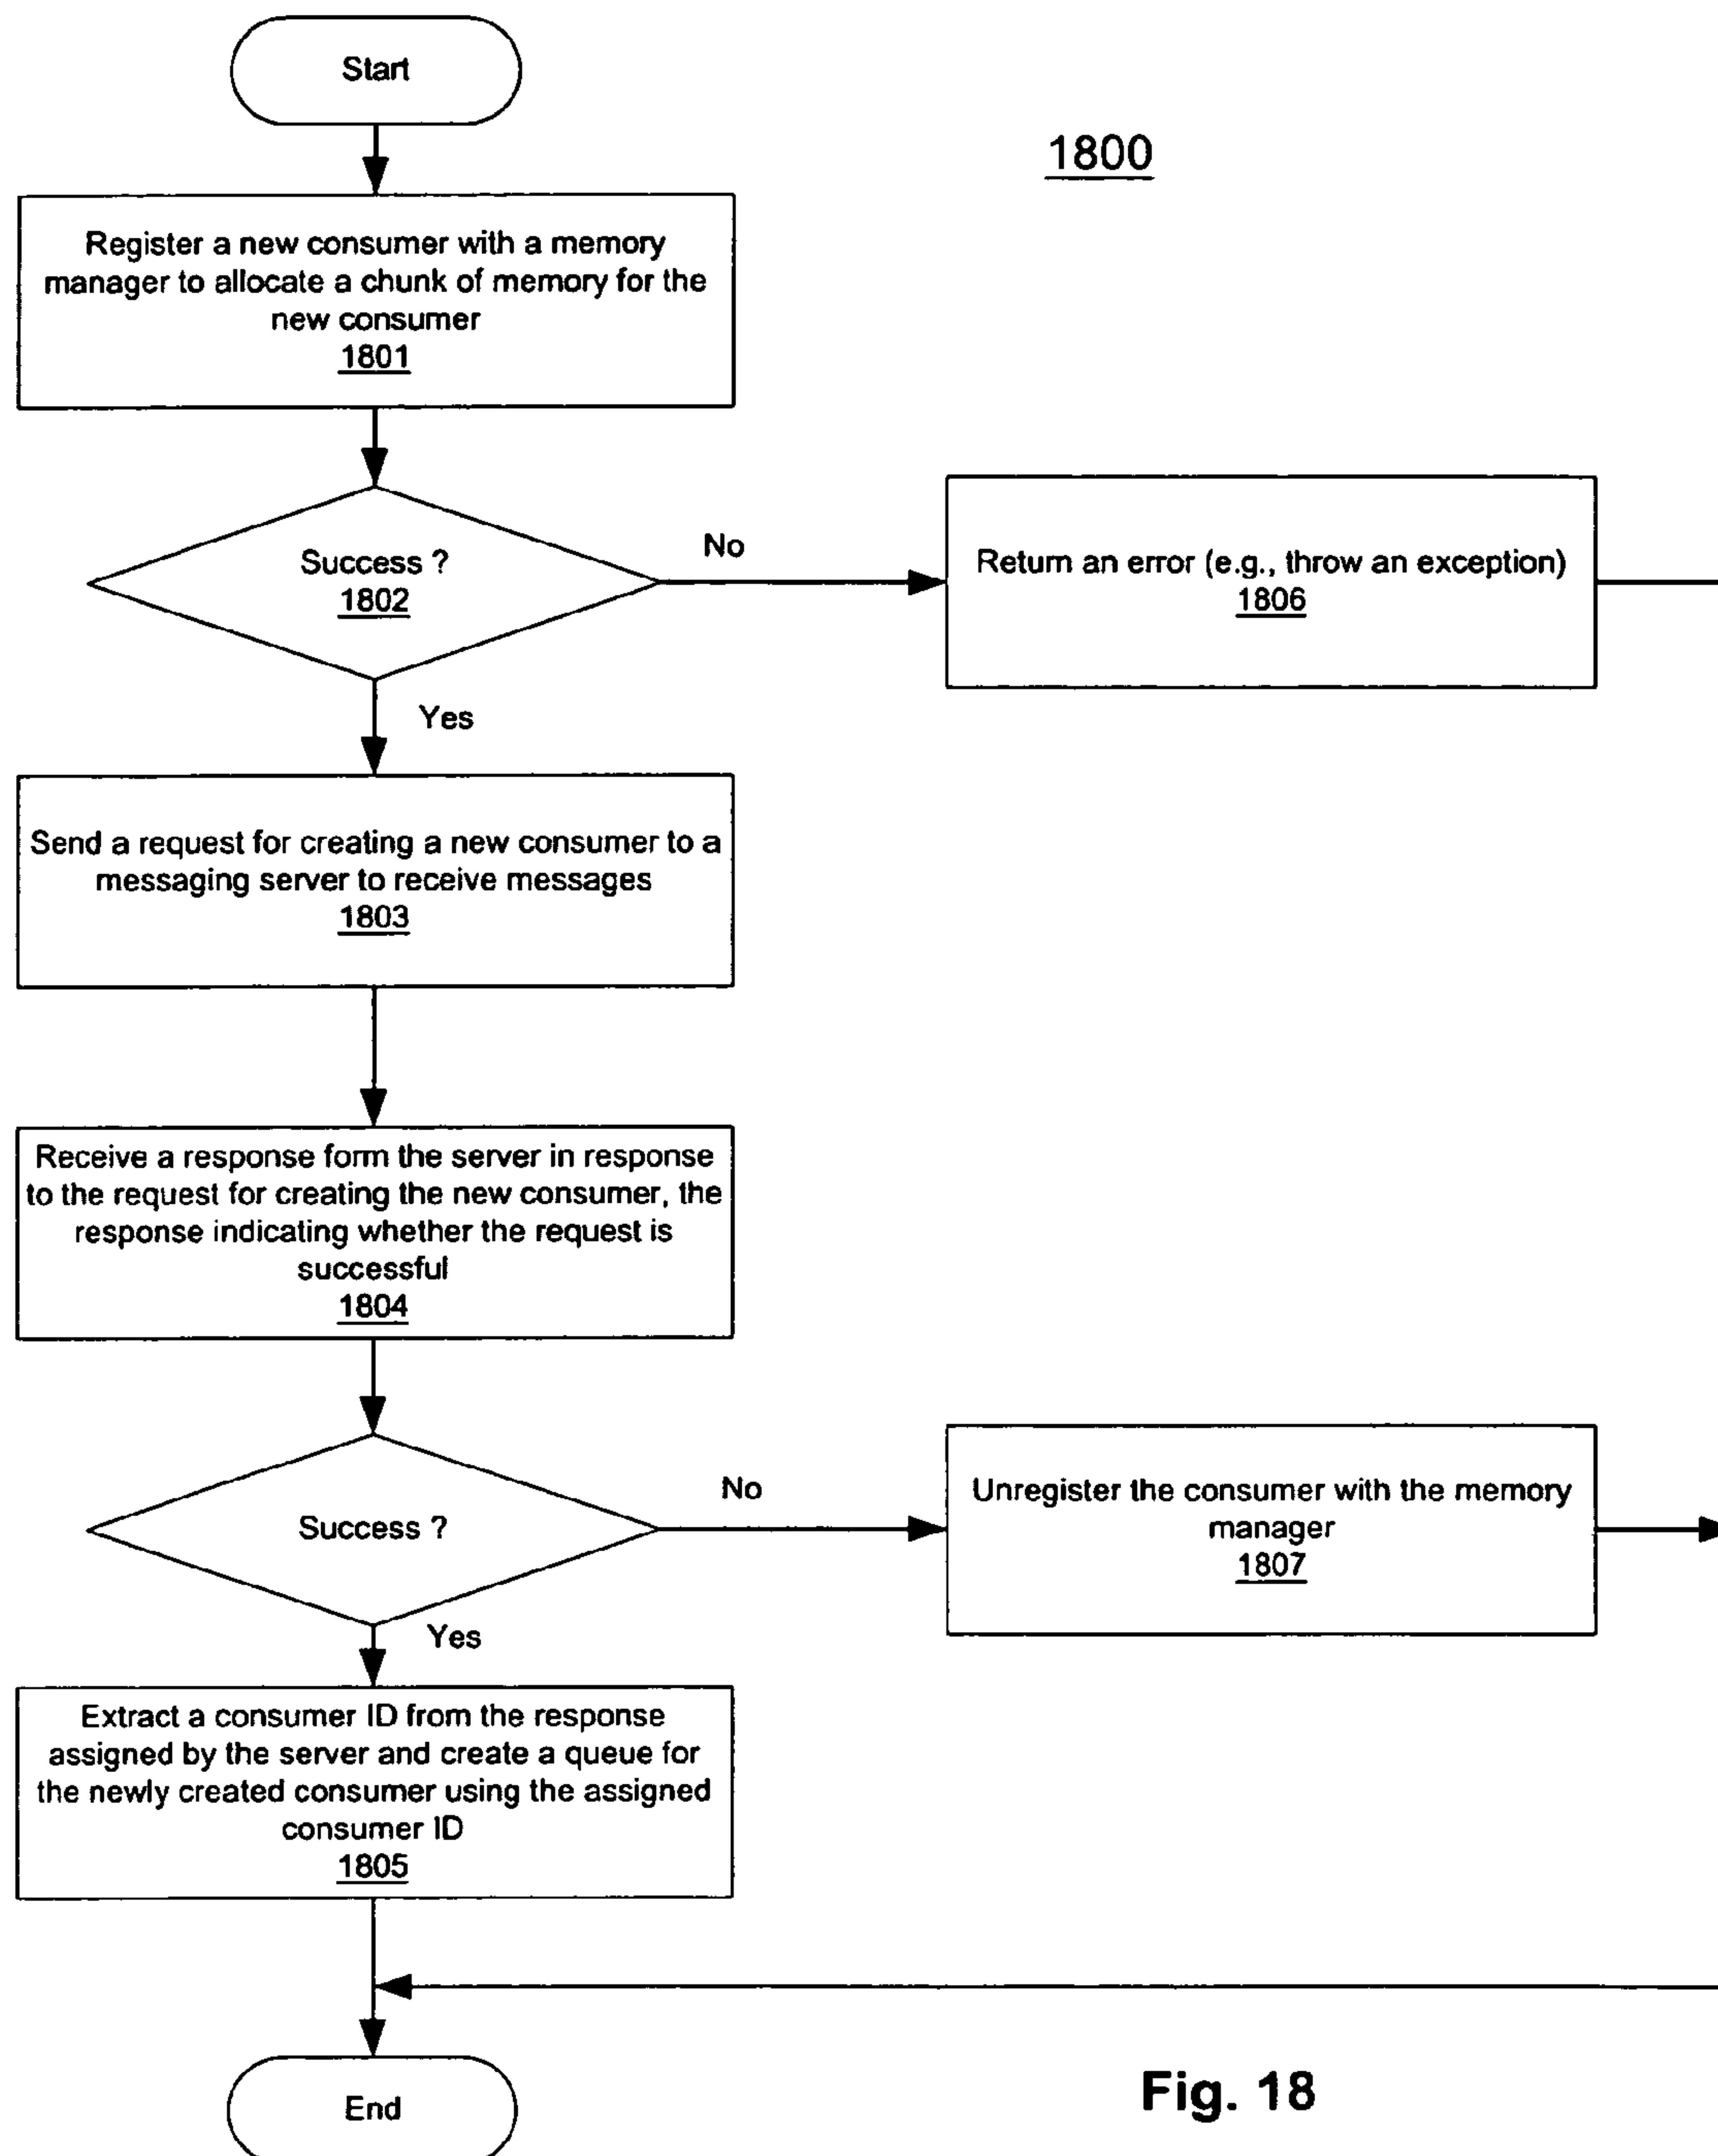 Start
1800
Register a new consumer with a memory
manager to allocate a chunk of memory for the
new consumer
1801
Success ?
1802
No
Return an error (e.g., throw an exception)
1806
Yes
Send a request for creating a new consumer to a
messaging server to receive messages
1803
Receive a response form the server in response
to the request for creating the new consumer, the
response indicating whether the request is
successful
1804
Success ?
No
Unregister the consumer with the memory
manager
1807
Yes
Extract a consumer ID from the response
assigned by the server and create a queue for
the newly created consumer using the assigned
consumer ID
1805
End
Fig. 18